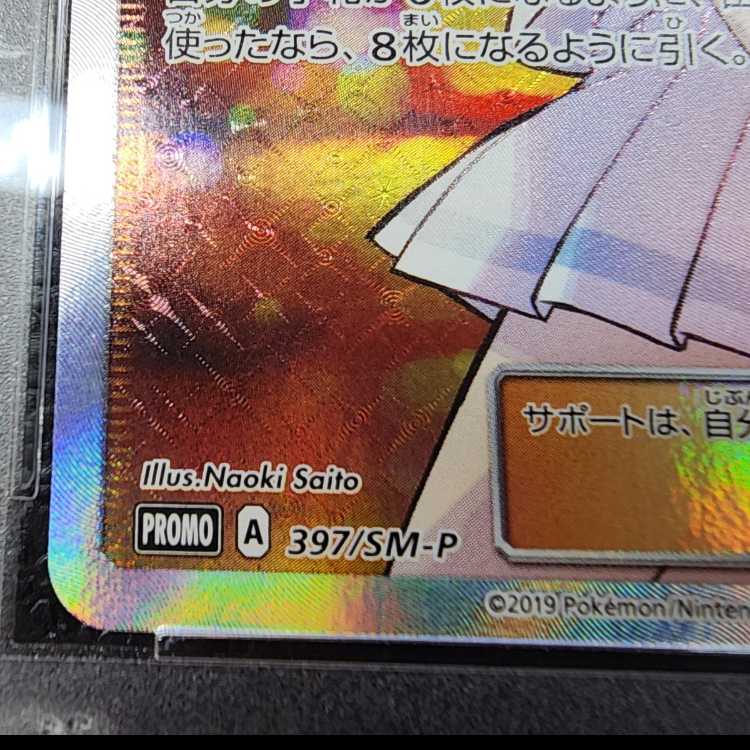 使ったなら、8枚になるように引く。
サポートは、自分
Illus.Naoki Saito
PROMO A 397/SM-P
©2019 Pokémon/Ninten